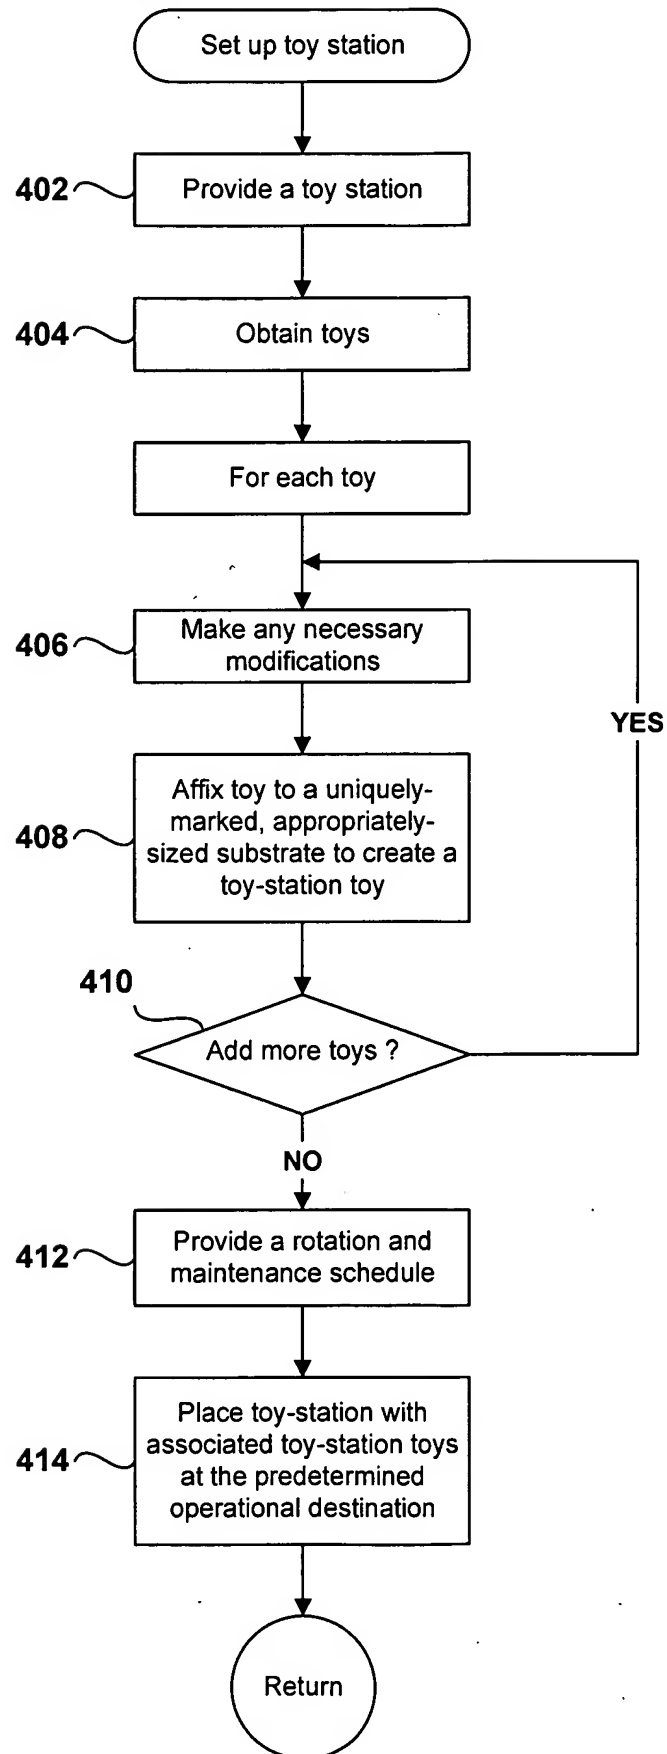 Set up toy station
402
Provide a toy station
404
Obtain toys
For each toy
406
Make any necessary
modifications
YES
408
Affix toy to a uniquely-
marked, appropriately-
sized substrate to create a
toy-station toy
410
Add more toys ?
NO
412
Provide a rotation and
maintenance schedule
414
Place toy-station with
associated toy-station toys
at the predetermined
operational destination
Return